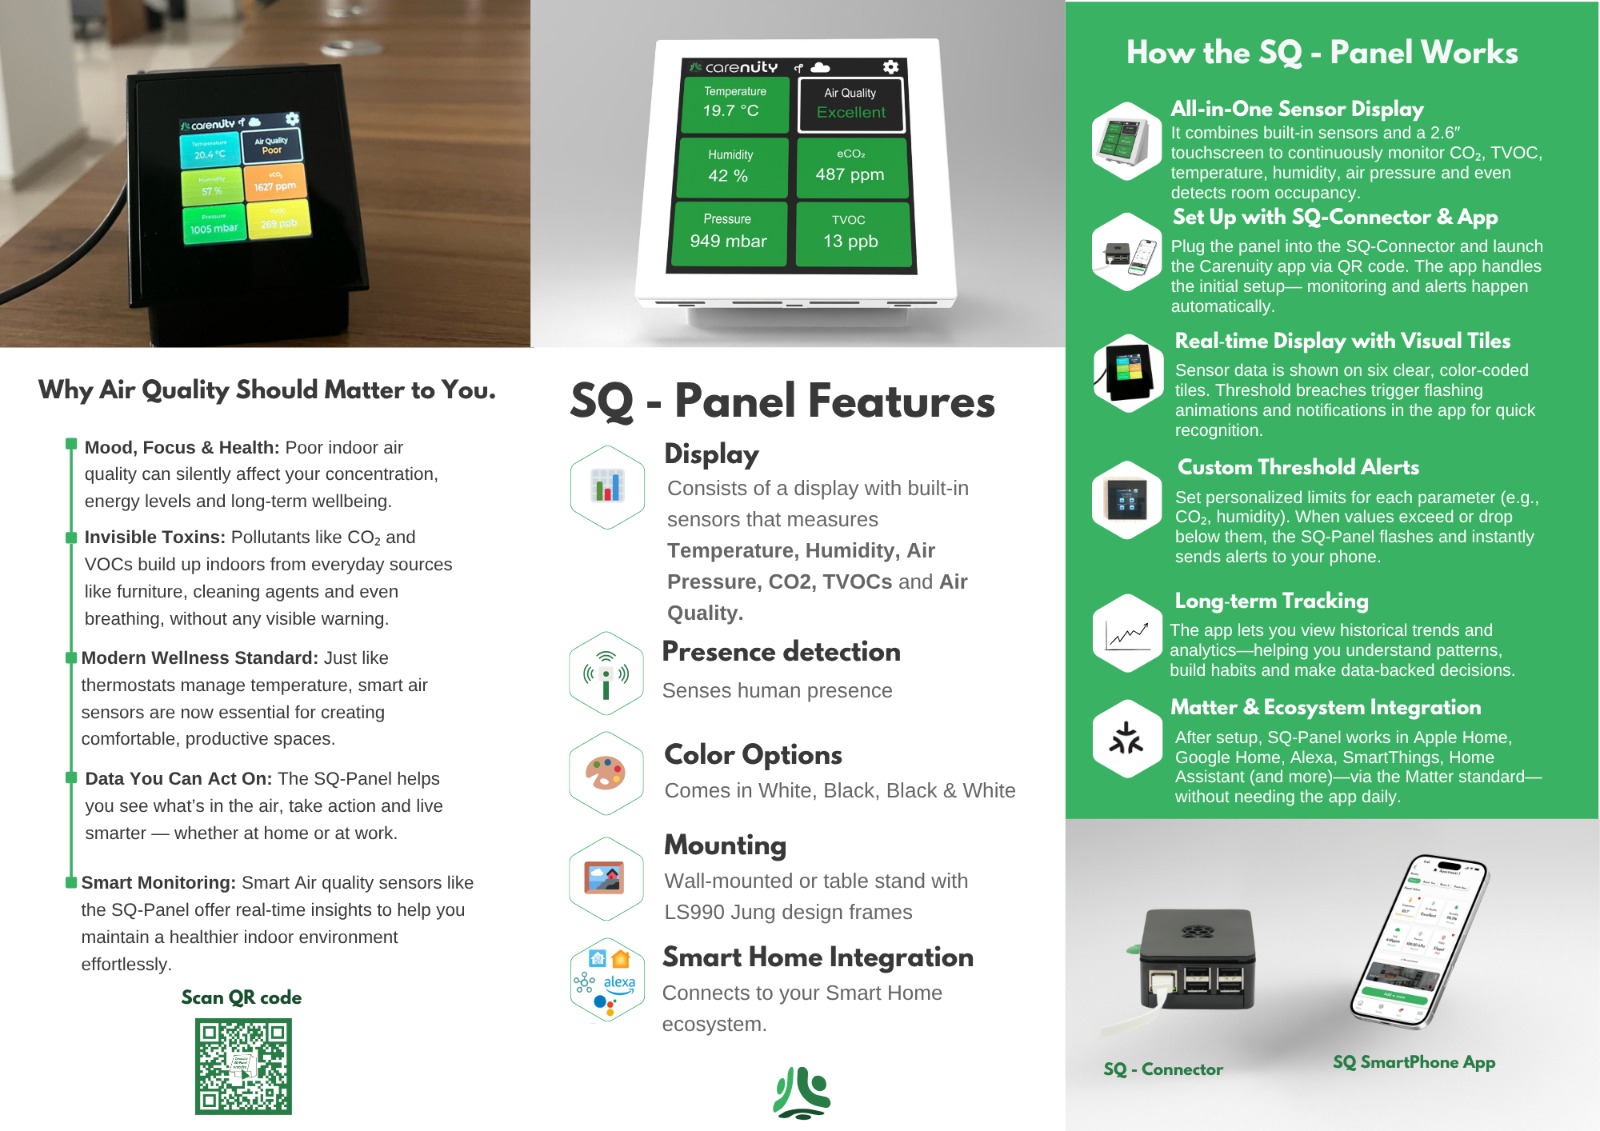 carenuity
Temperature
20.4 °C
Air Quality
Poor
Humidity
57 %
eCO₂
1627 ppm
Pressure
1005 mbar
TVOC
269 ppb
Why Air Quality Should Matter to You.
Mood, Focus & Health: Poor indoor air
quality can silently affect your concentration,
energy levels and long-term wellbeing.
Invisible Toxins: Pollutants like CO₂ and
VOCs build up indoors from everyday sources
like furniture, cleaning agents and even
breathing, without any visible warning.
Modern Wellness Standard: Just like
thermostats manage temperature, smart air
sensors are now essential for creating
comfortable, productive spaces.
Data You Can Act On: The SQ-Panel helps
you see what's in the air, take action and live
smarter — whether at home or at work.
Smart Monitoring: Smart Air quality sensors like
the SQ-Panel offer real-time insights to help you
maintain a healthier indoor environment
effortlessly.
Scan QR code
carenuity
Temperature
19.7 °C
Air Quality
Excellent
Humidity
42 %
eCO₂
487 ppm
Pressure
949 mbar
TVOC
13 ppb
SQ - Panel Features
Display
Consists of a display with built-in
sensors that measures
Temperature, Humidity, Air
Pressure, CO2, TVOCs and Air
Quality.
Presence detection
Senses human presence
Color Options
Comes in White, Black, Black & White
Mounting
Wall-mounted or table stand with
LS990 Jung design frames
alexa
Smart Home Integration
Connects to your Smart Home
ecosystem.
How the SQ - Panel Works
All-in-One Sensor Display
It combines built-in sensors and a 2.6″
touchscreen to continuously monitor CO₂, TVOC,
temperature, humidity, air pressure and even
detects room occupancy.
Set Up with SQ-Connector & App
Plug the panel into the SQ-Connector and launch
the Carenuity app via QR code. The app handles
the initial setup— monitoring and alerts happen
automatically.
Real-time Display with Visual Tiles
Sensor data is shown on six clear, color-coded
tiles. Threshold breaches trigger flashing
animations and notifications in the app for quick
recognition.
Custom Threshold Alerts
Set personalized limits for each parameter (e.g.,
CO₂, humidity). When values exceed or drop
below them, the SQ-Panel flashes and instantly
sends alerts to your phone.
Long-term Tracking
The app lets you view historical trends and
analytics—helping you understand patterns,
build habits and make data-backed decisions.
Matter & Ecosystem Integration
After setup, SQ-Panel works in Apple Home,
Google Home, Alexa, SmartThings, Home
Assistant (and more)—via the Matter standard—
without needing the app daily.
SQ - Connector
SQ SmartPhone App